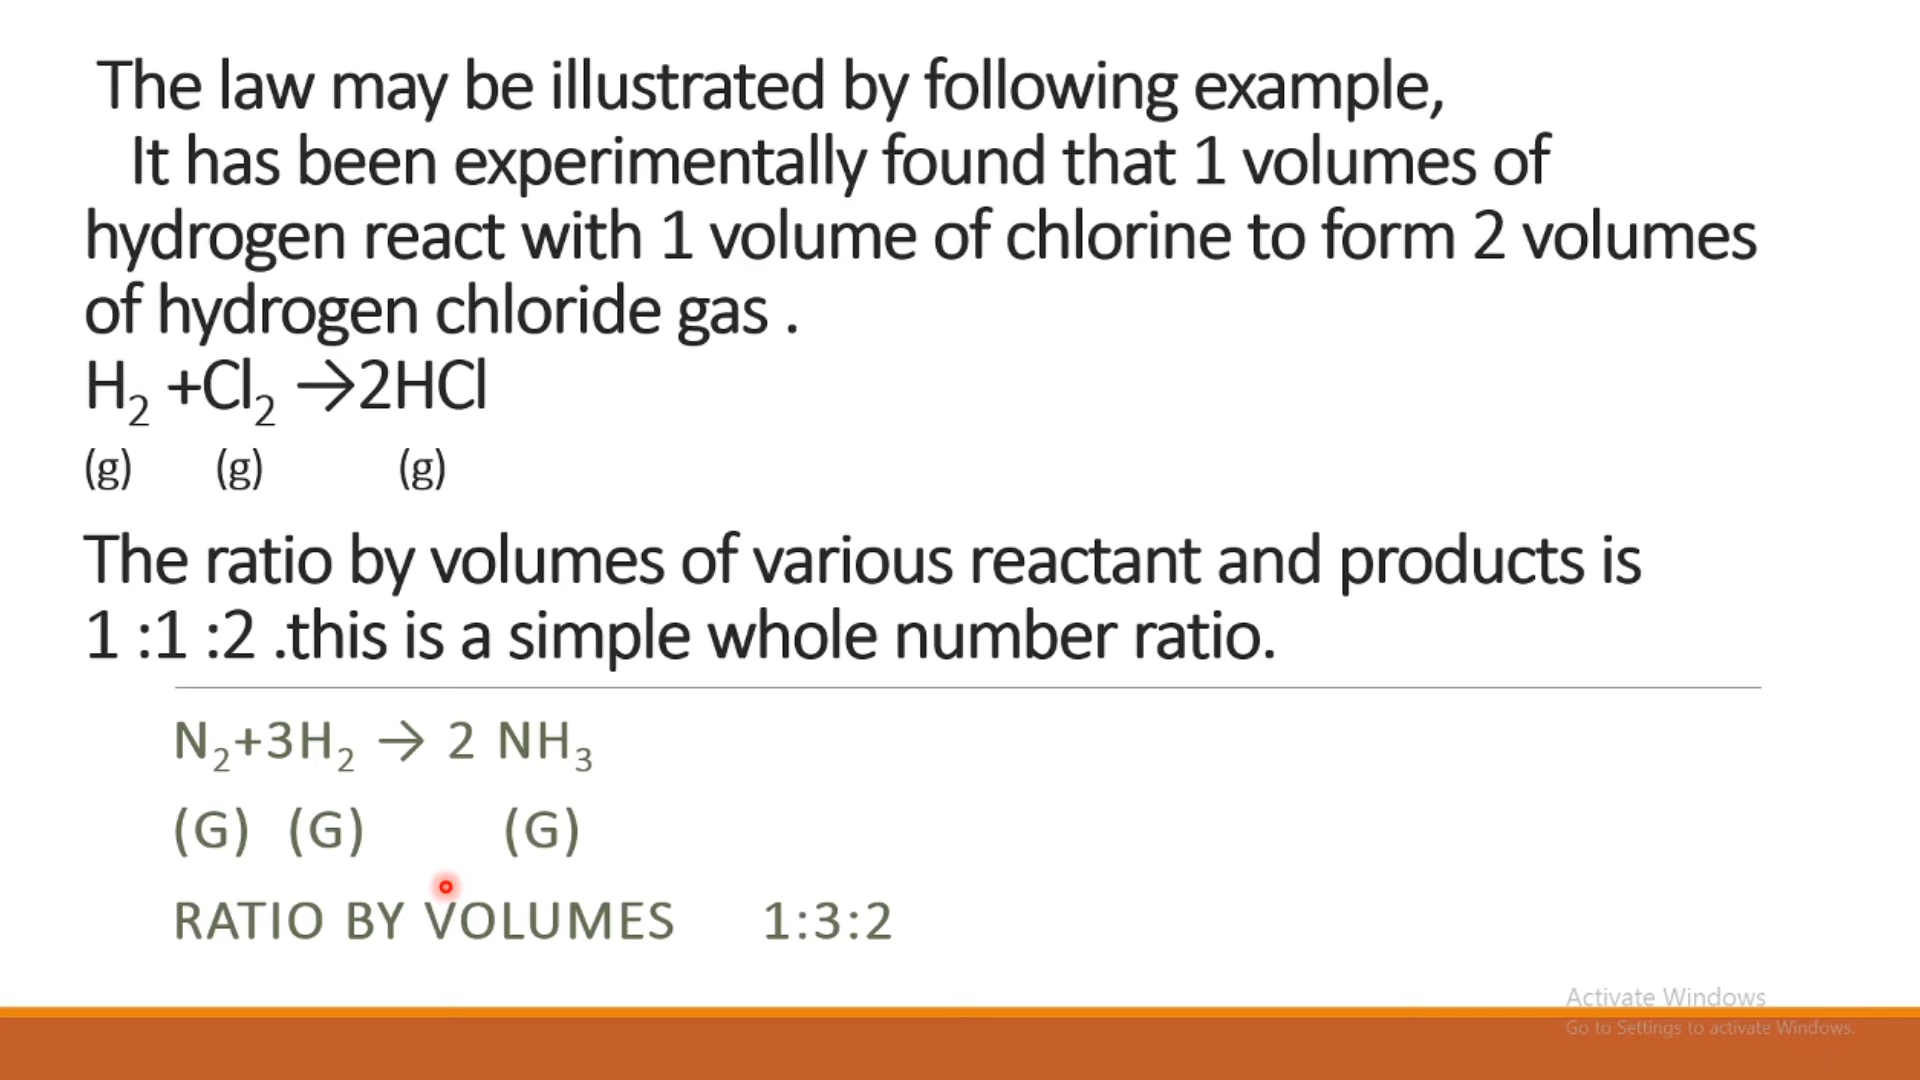 The law may be illustrated by following example,
It has been experimentally found that 1 volumes of
hydrogen react with 1 volume of chlorine to form 2 volumes
of hydrogen chloride gas .
H₂ +Cl₂ →2HCl
(g) (g) (g)
The ratio by volumes of various reactant and products is
1 :1 :2 .this is a simple whole number ratio.
N₂+3H₂ → 2 NH₃
(G) (G) (G)
RATIO BY VOLUMES 1:3:2
Activate Windows
Go to Settings to activate Windows.